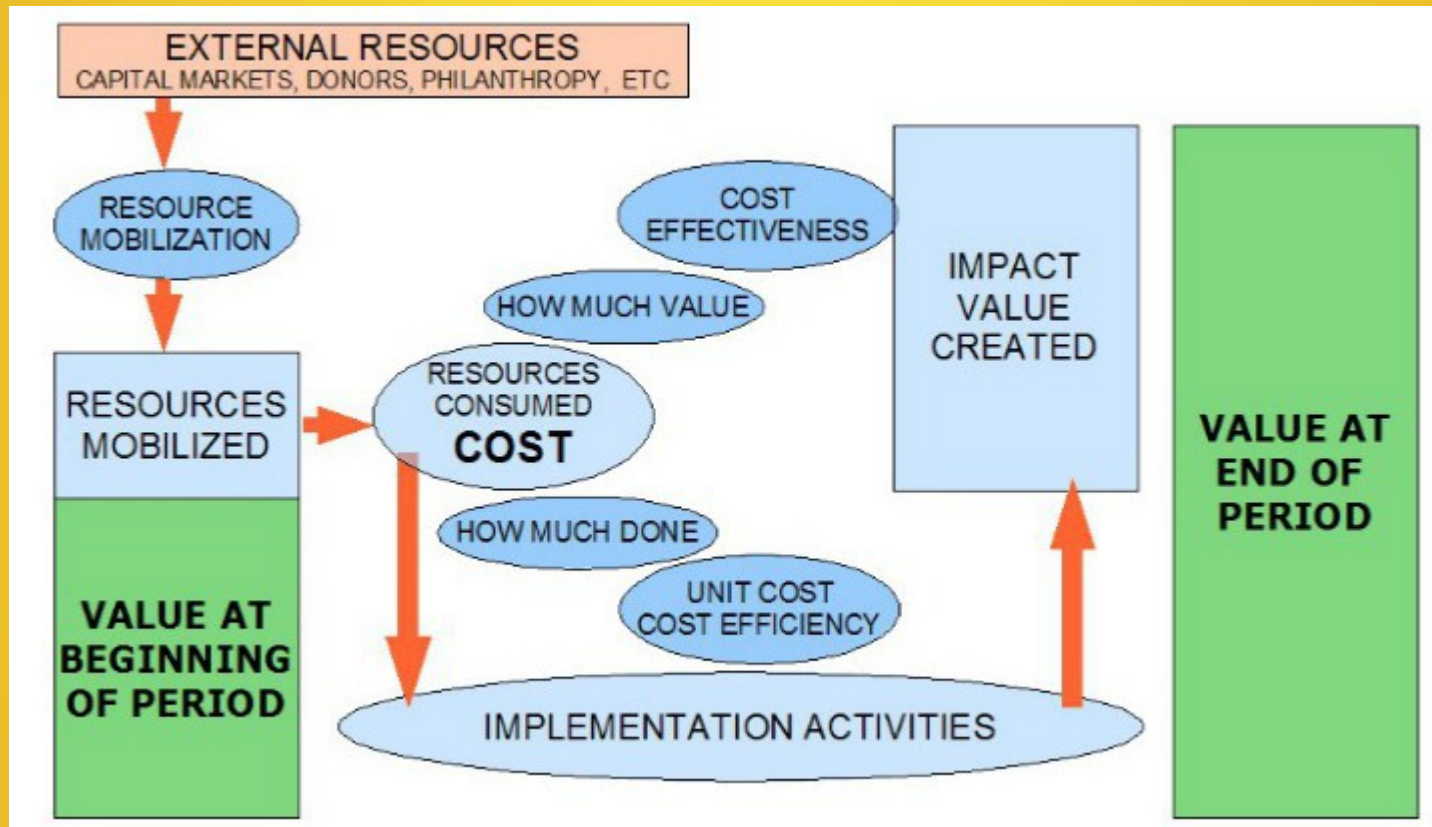 EXTERNAL RESOURCES
CAPITAL MARKETS, DONORS, PHILANTHROPY, ETC
RESOURCE
MOBILIZATION
RESOURCES
MOBILIZED
VALUE AT
BEGINNING
OF PERIOD
RESOURCES
CONSUMED
COST
HOW MUCH VALUE
COST
EFFECTIVENESS
HOW MUCH DONE
UNIT COST
COST EFFICIENCY
IMPLEMENTATION ACTIVITIES
IMPACT
VALUE
CREATED
VALUE AT
END OF
PERIOD